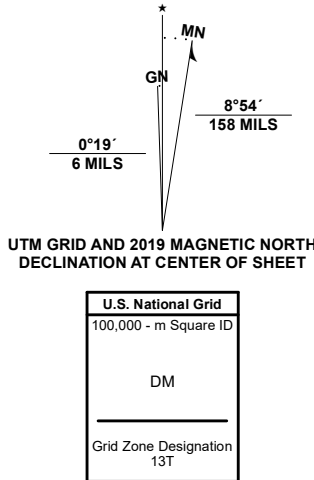 ★
MN
GN
8°54´
158 MILS
0°19´
6 MILS
UTM GRID AND 2019 MAGNETIC NORTH
DECLINATION AT CENTER OF SHEET
U.S. National Grid
100,000 - m Square ID
DM
Grid Zone Designation
13T